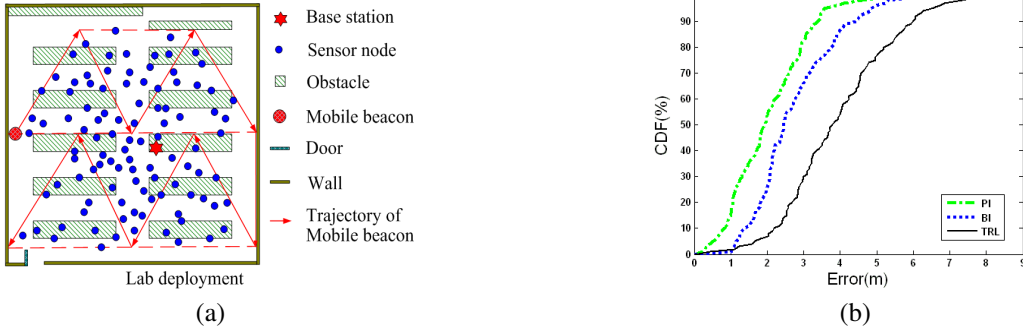 Base station
Sensor node
Obstacle
Mobile beacon
Door
Wall
Trajectory of
Mobile beacon
Lab deployment
(a)
CDF(%)
90
80
70
60
50
40
30
20
10
0
0 1 2 3 4 5 6 7 8 9
Error(m)
PI
BI
TRL
(b)